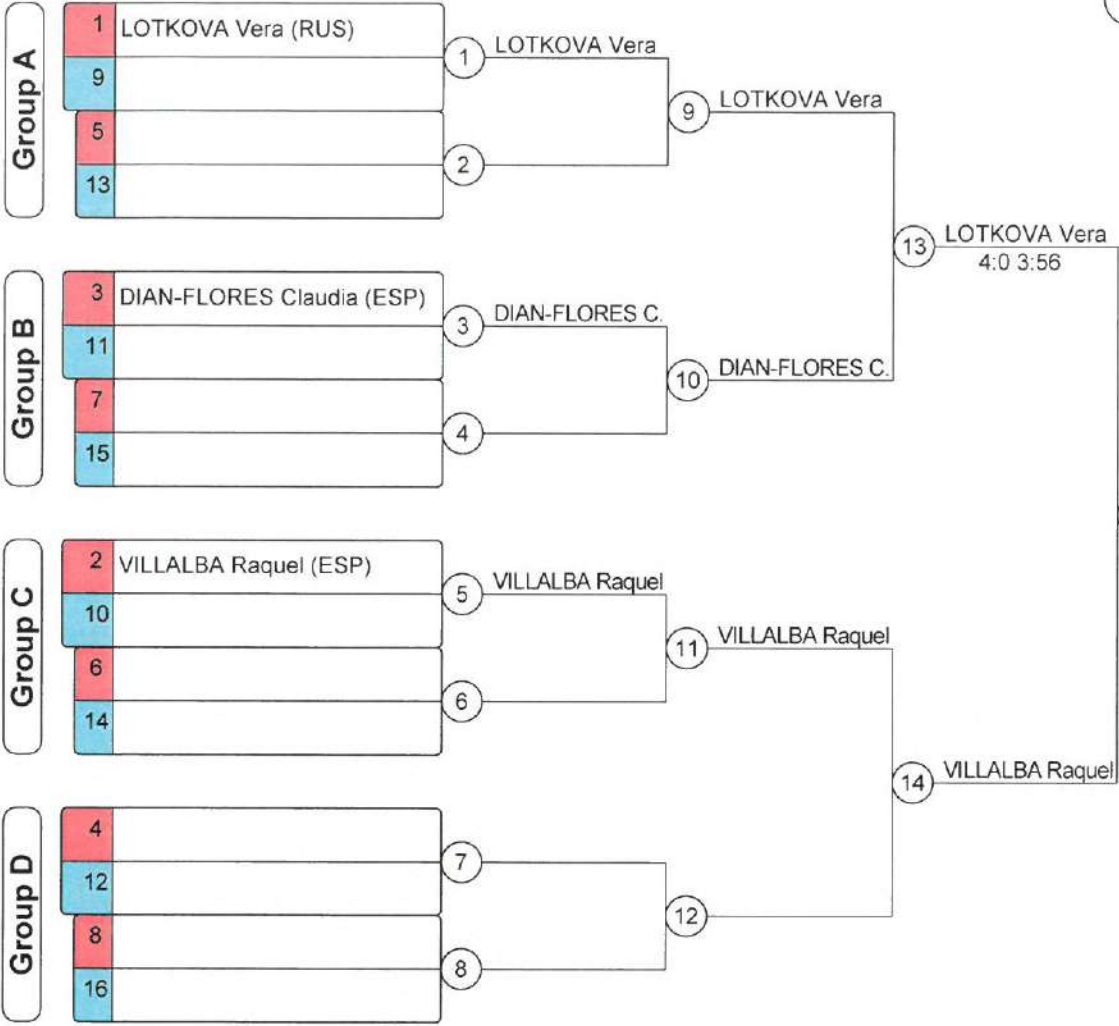 Group A
1 LOTKOVA Vera (RUS)
9
5
13
1 LOTKOVA Vera
2
9 LOTKOVA Vera
Group B
3 DIAN-FLORES Claudia (ESP)
11
7
15
3 DIAN-FLORES C.
4
10 DIAN-FLORES C.
13 LOTKOVA Vera
4:0 3:56
Group C
2 VILLALBA Raquel (ESP)
10
6
14
5 VILLALBA Raquel
6
11 VILLALBA Raquel
Group D
4
12
8
16
7
8
12
14 VILLALBA Raquel